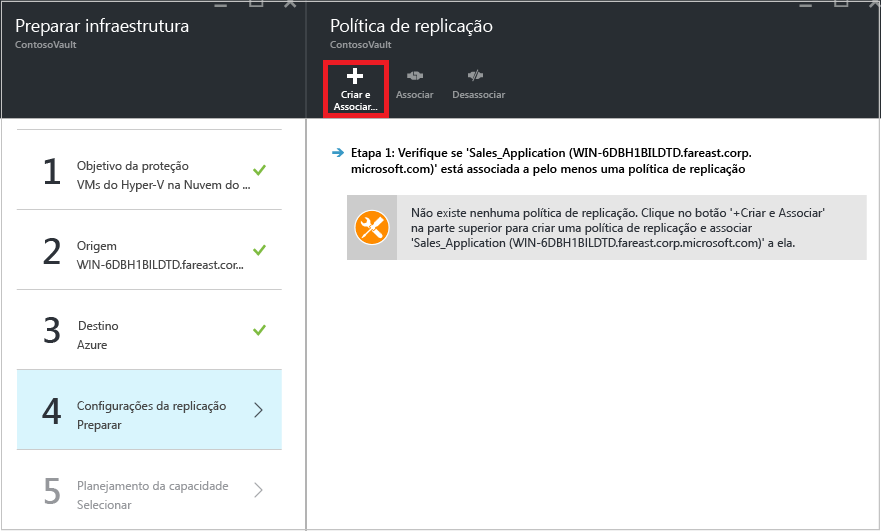 Preparar infraestrutura
ContosoVault
1
Objetivo da proteção
VMs do Hyper-V na Nuvem do ...
2
Origem
WIN-6DBH1BILDTD.fareast.cor...
3
Destino
Azure
4
Configurações da replicação
Preparar
5
Planejamento da capacidade
Selecionar
Política de replicação
ContosoVault
Criar e
Associar...
Associar
Desassociar
Etapa 1: Verifique se 'Sales_Application (WIN-6DBH1BILDTD.fareast.corp.
microsoft.com)' está associada a pelo menos uma política de replicação
Não existe nenhuma política de replicação. Clique no botão '+Criar e Associar'
na parte superior para criar uma política de replicação e associar
'Sales_Application (WIN-6DBH1BILDTD.fareast.corp.microsoft.com)' a ela.